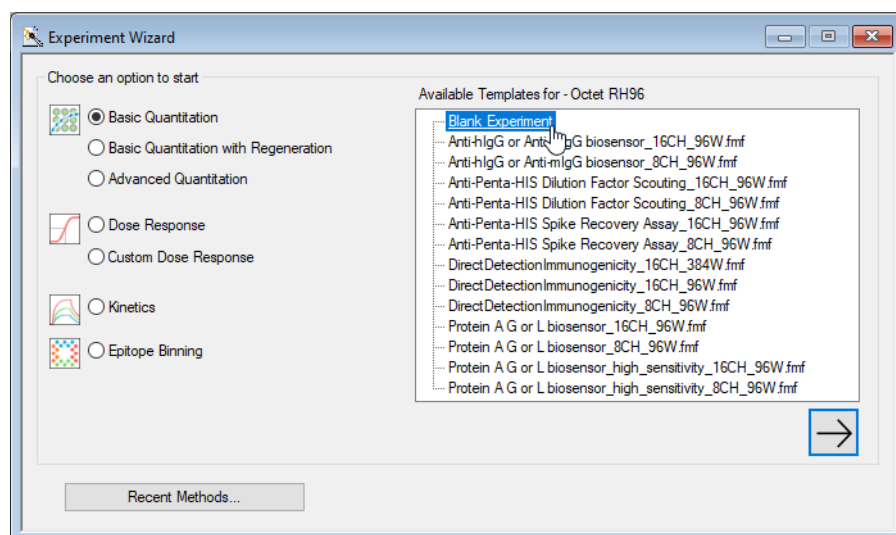 Experiment Wizard
Choose an option to start
Basic Quantitation
Basic Quantitation with Regeneration
Advanced Quantitation
Dose Response
Custom Dose Response
Kinetics
Epitope Binning
Available Templates for - Octet RH96
Blank Experiment
Anti-hIgG or Anti-mIgG biosensor_16CH_96W.fmf
Anti-hIgG or Anti-mIgG biosensor_8CH_96W.fmf
Anti-Penta-HIS Dilution Factor Scouting_16CH_96W.fmf
Anti-Penta-HIS Dilution Factor Scouting_8CH_96W.fmf
Anti-Penta-HIS Spike Recovery Assay_16CH_96W.fmf
Anti-Penta-HIS Spike Recovery Assay_8CH_96W.fmf
DirectDetectionImmunogenicity_16CH_384W.fmf
DirectDetectionImmunogenicity_16CH_96W.fmf
DirectDetectionImmunogenicity_8CH_96W.fmf
Protein A G or L biosensor_16CH_96W.fmf
Protein A G or L biosensor_8CH_96W.fmf
Protein A G or L biosensor_high_sensitivity_16CH_96W.fmf
Protein A G or L biosensor_high_sensitivity_8CH_96W.fmf
Recent Methods...